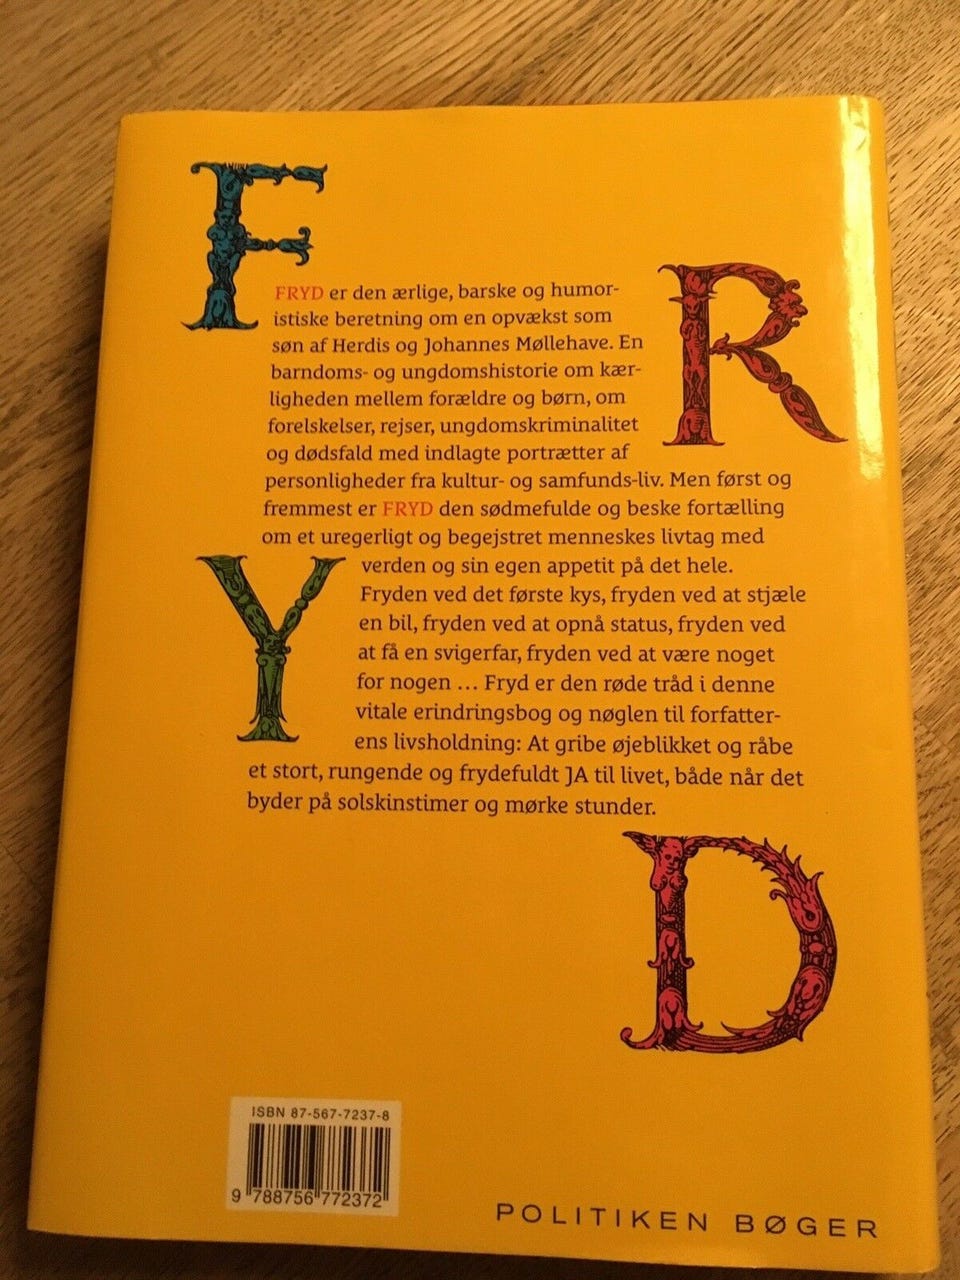 F
R
FRYD er den ærlige, barske og humor-
istiske beretning om en opvækst som
søn af Herdis og Johannes Møllehave. En
barndoms- og ungdomshistorie om kær-
ligheden mellem forældre og børn, om
forelskelser, rejser, ungdomskriminalitet
og dødsfald med indlagte portrætter af
personligheder fra kultur- og samfunds-liv. Men først og
fremmest er FRYD den sødmefulde og beske fortælling
om et uregerligt og begejstret menneskes livtag med
Y
verden og sin egen appetit på det hele.
Fryden ved det første kys, fryden ved at stjæle
en bil, fryden ved at opnå status, fryden ved
at få en svigerfar, fryden ved at være noget
for nogen ... Fryd er den røde tråd i denne
vitale erindringsbog og nøglen til forfatter-
ens livsholdning: At gribe øjeblikket og råbe
et stort, rungende og frydefuldt JA til livet, både når det
byder på solskinstimer og mørke stunder.
D
ISBN 87-567-7237-8
9 788756 772372
POLITIKEN BØGER